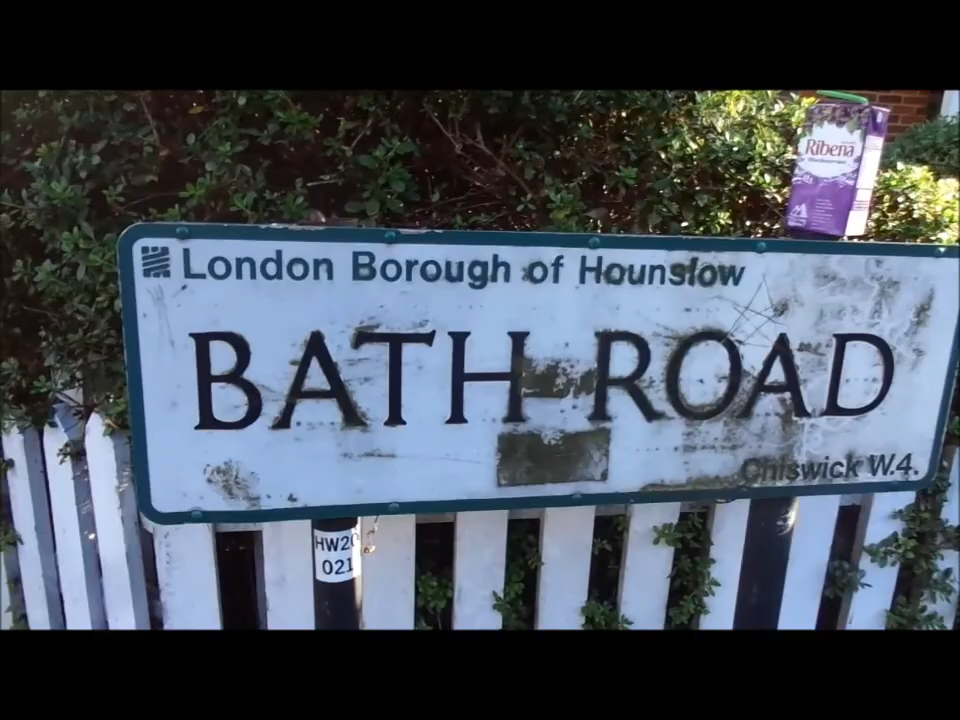 Ribena
London Borough of Hounslow
BATH ROAD
Chiswick W.4.
HW20
021